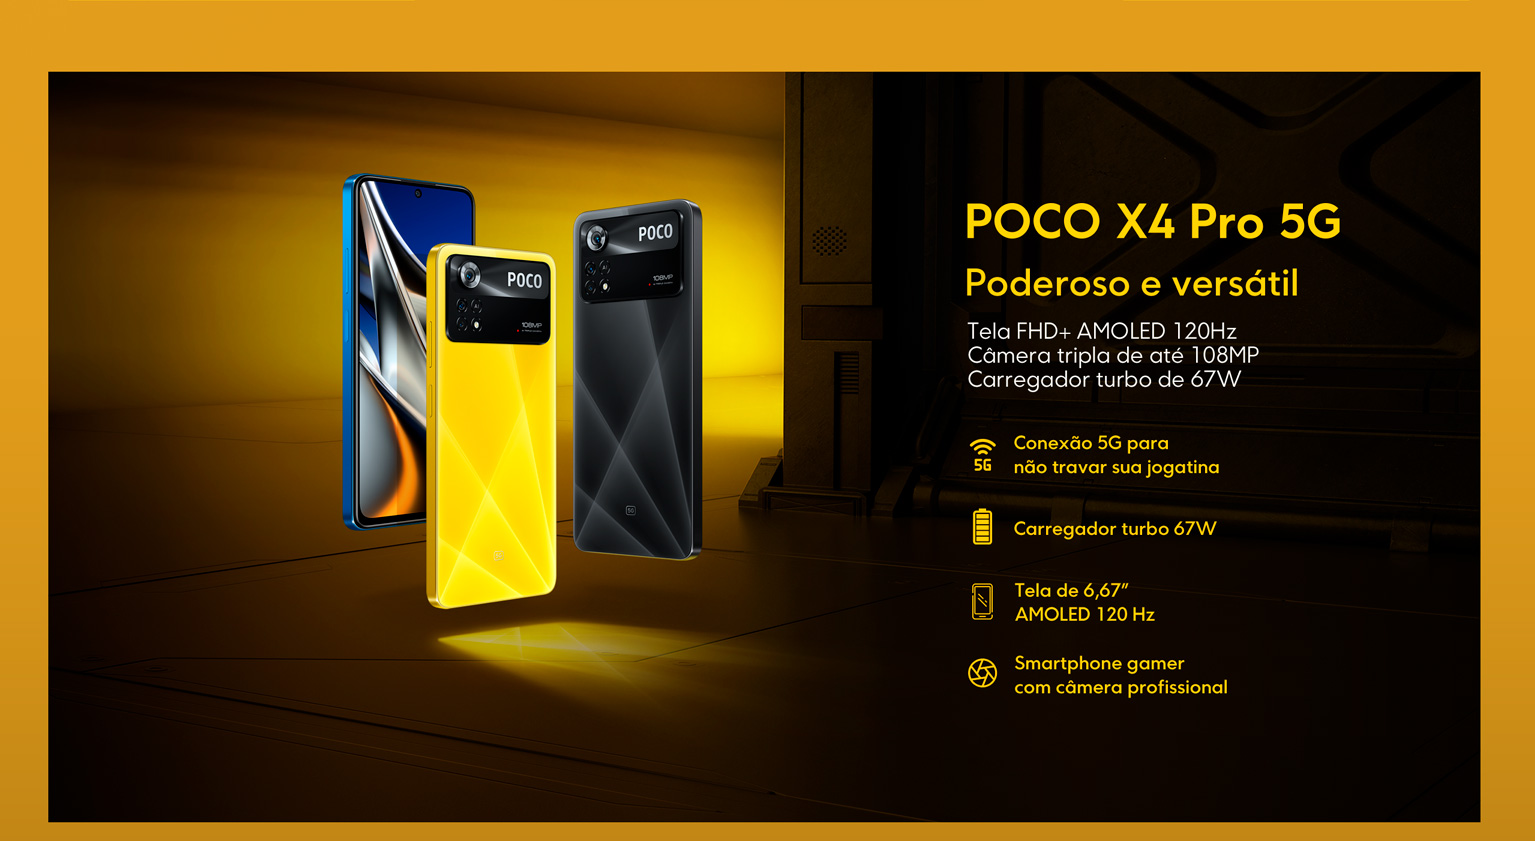 POCO
108MP
POCO
108MP
5G
POCO X4 Pro 5G
Poderoso e versátil
Tela FHD+ AMOLED 120Hz
Câmera tripla de até 108MP
Carregador turbo de 67W
5G
Conexão 5G para
não travar sua jogatina
Carregador turbo 67W
Tela de 6,67”
AMOLED 120 Hz
Smartphone gamer
com câmera profissional